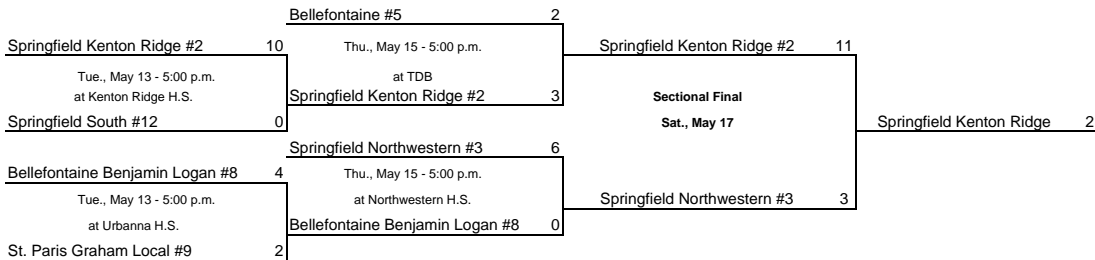 Bellefontaine #5 2
Springfield Kenton Ridge #2 10
Thu., May 15 - 5:00 p.m.
Springfield Kenton Ridge #2 11
Tue., May 13 - 5:00 p.m.
at TDB
at Kenton Ridge H.S.
Springfield Kenton Ridge #2 3
Sectional Final
Springfield South #12 0
Sat., May 17
Springfield Kenton Ridge 2
Springfield Northwestern #3 6
Bellefontaine Benjamin Logan #8 4
Thu., May 15 - 5:00 p.m.
Tue., May 13 - 5:00 p.m.
at Northwestern H.S.
Springfield Northwestern #3 3
at Urbanna H.S.
Bellefontaine Benjamin Logan #8 0
St. Paris Graham Local #9 2